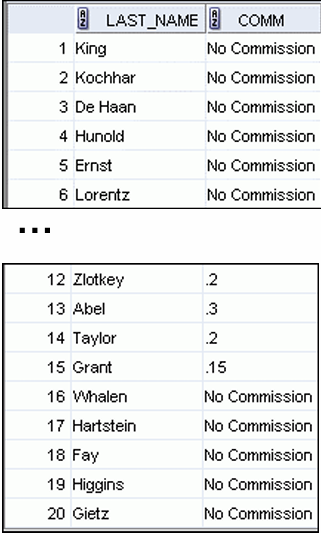 LAST_NAME COMM
1 King No Commission
2 Kochhar No Commission
3 De Haan No Commission
4 Hunold No Commission
5 Ernst No Commission
6 Lorentz No Commission
...
12 Zlotkey .2
13 Abel .3
14 Taylor .2
15 Grant .15
16 Whalen No Commission
17 Hartstein No Commission
18 Fay No Commission
19 Higgins No Commission
20 Gietz No Commission